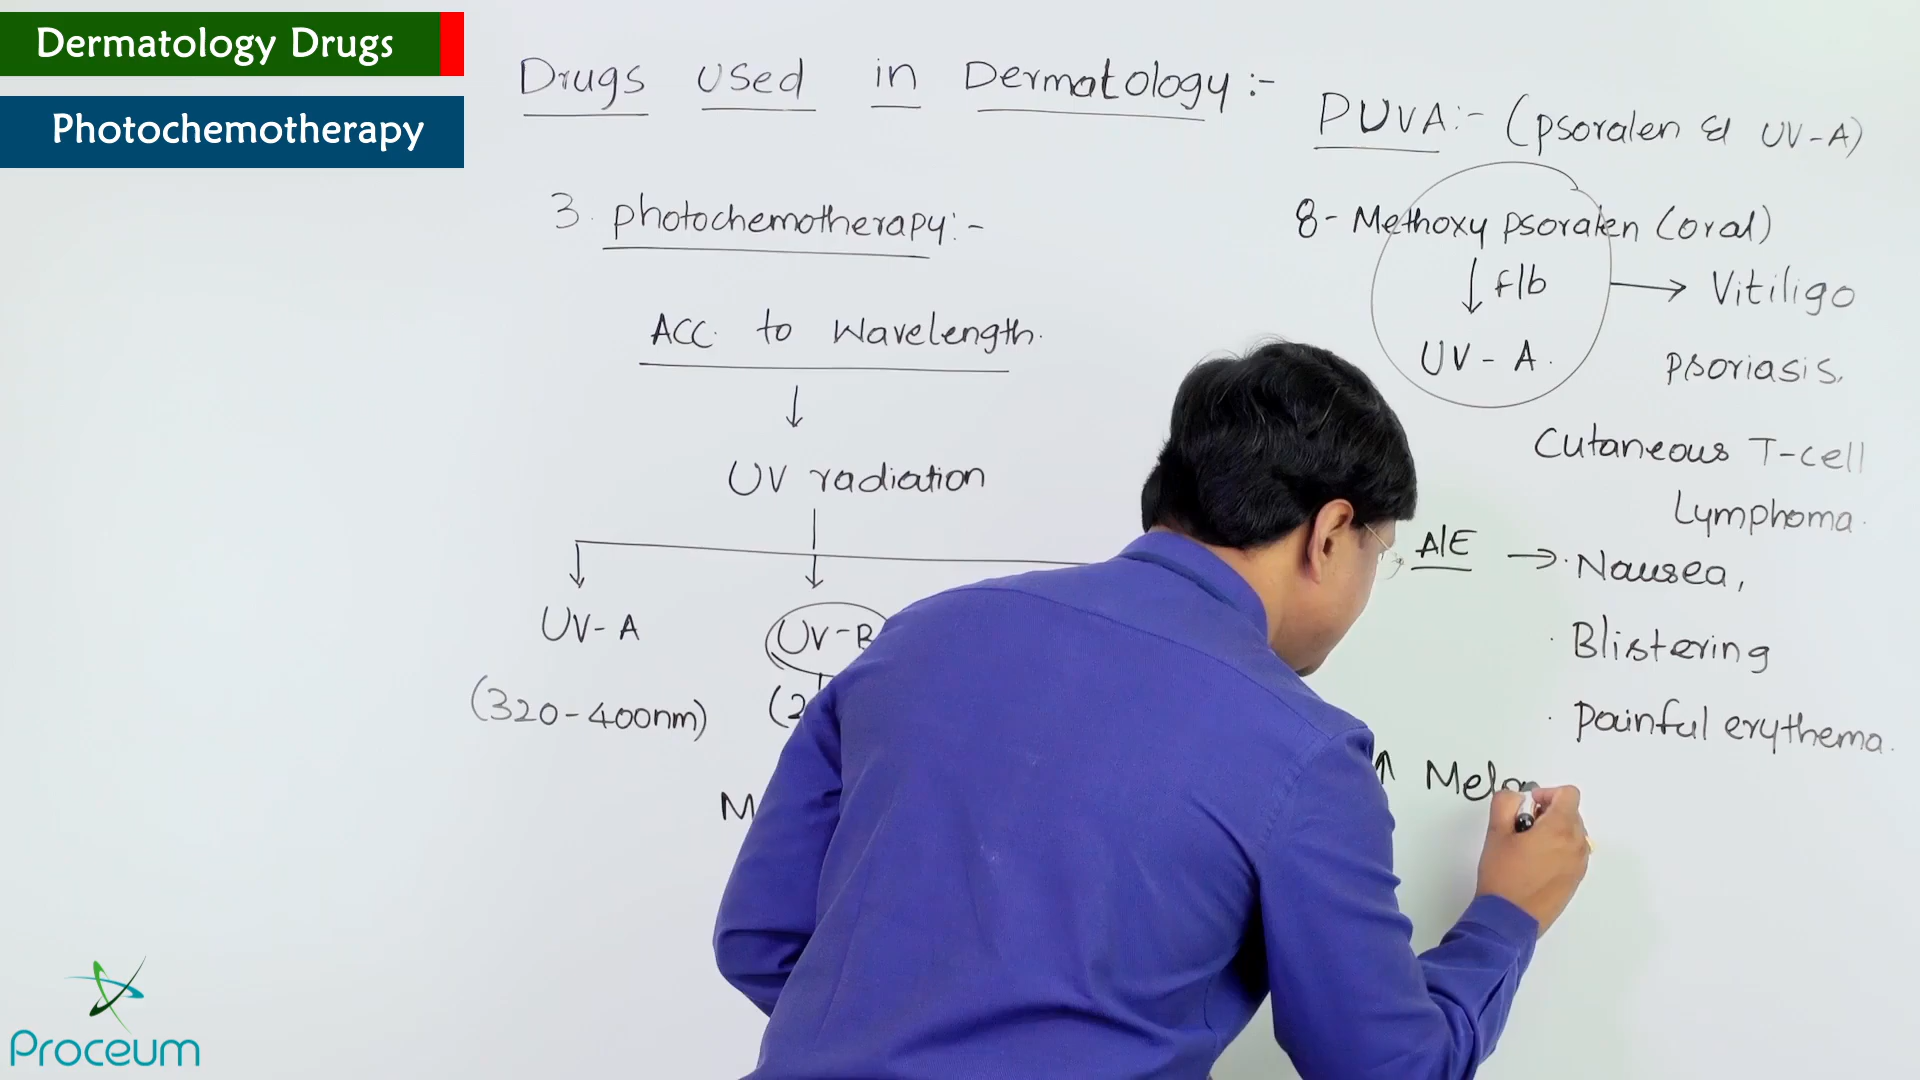 Dermatology Drugs
Photochemotherapy
Drugs used in Dermatology :-
3. photochemotherapy :-
ACC. to Wavelength.
UV radiation
UV-A
UV-B
(320-400nm)
PUVA :- (psoralen & UV-A)
8- Methoxy psoralen (oral)
f/b
UV-A.
Vitiligo
psoriasis.
Cutaneous T-cell
Lymphoma.
A/E → Nausea,
Blistering
painful erythema.
↑
Proceum